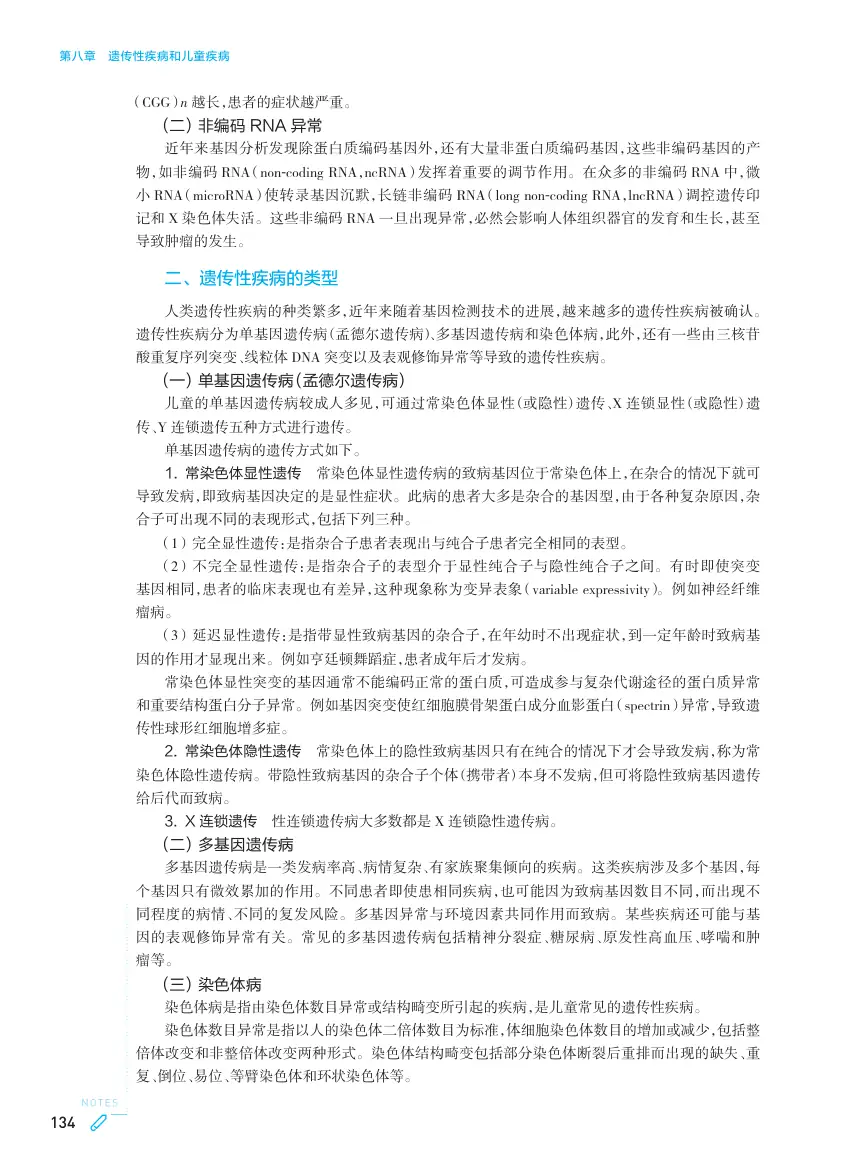 第八章　遗传性疾病和儿童疾病
（CGG）n 越长，患者的症状越严重。
（二）非编码 RNA 异常
近年来基因分析发现除蛋白质编码基因外，还有大量非蛋白质编码基因，这些非编码基因的产
物，如非编码 RNA（non-coding RNA，ncRNA）发挥着重要的调节作用。在众多的非编码 RNA 中，微
小 RNA（microRNA）使转录基因沉默，长链非编码 RNA（long non-coding RNA，lncRNA）调控遗传印
记和 X 染色体失活。这些非编码 RNA 一旦出现异常，必然会影响人体组织器官的发育和生长，甚至
导致肿瘤的发生。
二、遗传性疾病的类型
人类遗传性疾病的种类繁多，近年来随着基因检测技术的进展，越来越多的遗传性疾病被确认。
遗传性疾病分为单基因遗传病（孟德尔遗传病）、多基因遗传病和染色体病，此外，还有一些由三核苷
酸重复序列突变、线粒体 DNA 突变以及表观修饰异常等导致的遗传性疾病。
（一）单基因遗传病（孟德尔遗传病）
儿童的单基因遗传病较成人多见，可通过常染色体显性（或隐性）遗传、X 连锁显性（或隐性）遗
传、Y 连锁遗传五种方式进行遗传。
单基因遗传病的遗传方式如下。
1. 常染色体显性遗传　常染色体显性遗传病的致病基因位于常染色体上，在杂合的情况下就可
导致发病，即致病基因决定的是显性症状。此病的患者大多是杂合的基因型，由于各种复杂原因，杂
合子可出现不同的表现形式，包括下列三种。
（1）完全显性遗传：是指杂合子患者表现出与纯合子患者完全相同的表型。
（2）不完全显性遗传：是指杂合子的表型介于显性纯合子与隐性纯合子之间。有时即使突变
基因相同，患者的临床表现也有差异，这种现象称为变异表象（variable expressivity）。例如神经纤维
瘤病。
（3）延迟显性遗传：是指带显性致病基因的杂合子，在年幼时不出现症状，到一定年龄时致病基
因的作用才显现出来。例如亨廷顿舞蹈症，患者成年后才发病。
常染色体显性突变的基因通常不能编码正常的蛋白质，可造成参与复杂代谢途径的蛋白质异常
和重要结构蛋白分子异常。例如基因突变使红细胞膜骨架蛋白成分血影蛋白（spectrin）异常，导致遗
传性球形红细胞增多症。
2. 常染色体隐性遗传　常染色体上的隐性致病基因只有在纯合的情况下才会导致发病，称为常
染色体隐性遗传病。带隐性致病基因的杂合子个体（携带者）本身不发病，但可将隐性致病基因遗传
给后代而致病。
3. X 连锁遗传　性连锁遗传病大多数都是 X 连锁隐性遗传病。
（二）多基因遗传病
多基因遗传病是一类发病率高、病情复杂、有家族聚集倾向的疾病。这类疾病涉及多个基因，每
个基因只有微效累加的作用。不同患者即使患相同疾病，也可能因为致病基因数目不同，而出现不
同程度的病情、不同的复发风险。多基因异常与环境因素共同作用而致病。某些疾病还可能与基
因的表观修饰异常有关。常见的多基因遗传病包括精神分裂症、糖尿病、原发性高血压、哮喘和肿
瘤等。
（三）染色体病
染色体病是指由染色体数目异常或结构畸变所引起的疾病，是儿童常见的遗传性疾病。
染色体数目异常是指以人的染色体二倍体数目为标准，体细胞染色体数目的增加或减少，包括整
倍体改变和非整倍体改变两种形式。染色体结构畸变包括部分染色体断裂后重排而出现的缺失、重
复、倒位、易位、等臂染色体和环状染色体等。
NOTES
134